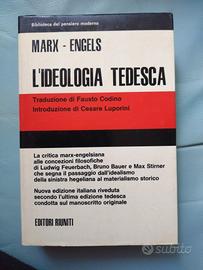 Biblioteca del pensiero moderno
MARX - ENGELS
L'IDEOLOGIA TEDESCA
Traduzione di Fausto Codino
Introduzione di Cesare Luporini
La critica marx-engelsiana
alle concezioni filosofiche
di Ludwig Feuerbach, Bruno Bauer e Max Stirner
che segna il passaggio dall'idealismo
della sinistra hegeliana al materialismo storico
Nuova edizione italiana riveduta
secondo l'ultima edizione tedesca
condotta sul manoscritto originale
EDITORI RIUNITI
subito